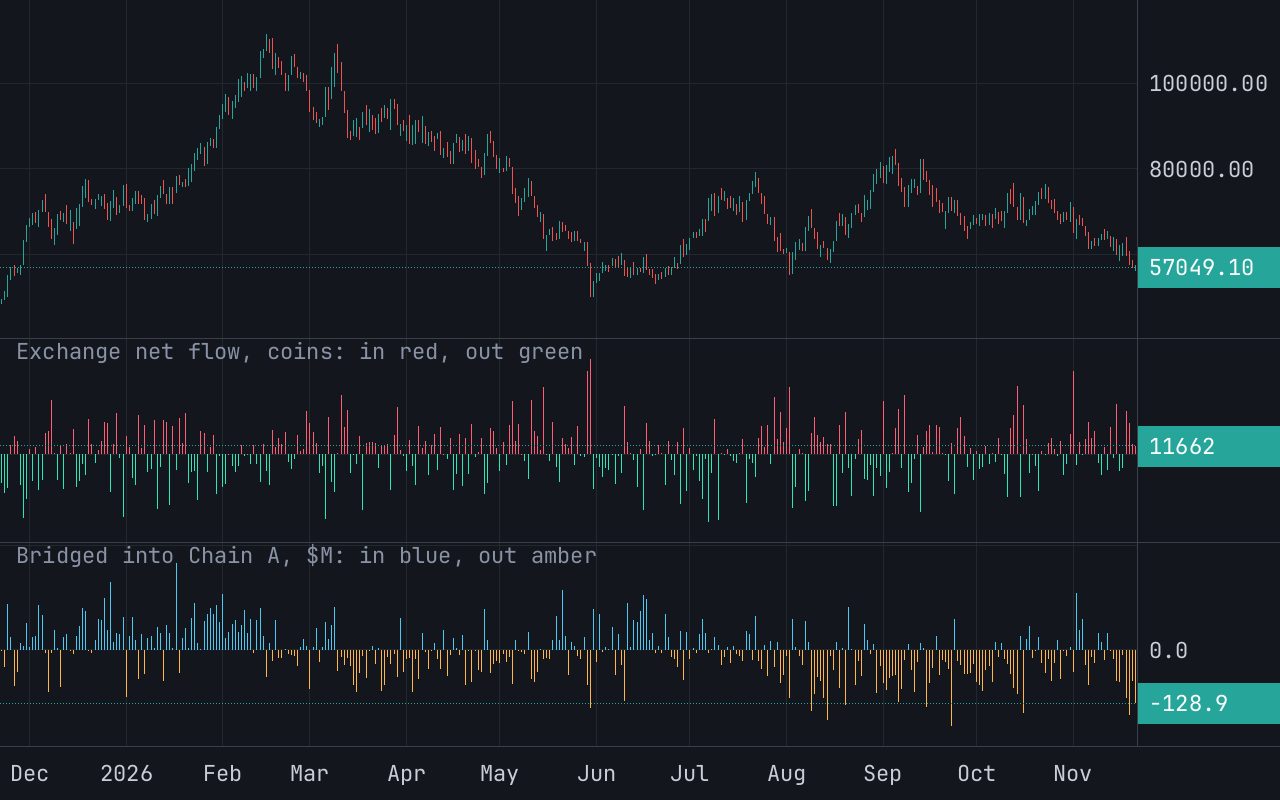 100000.00
80000.00
57049.10
Exchange net flow, coins: in red, out green
11662
Bridged into Chain A, $M: in blue, out amber
0.0
-128.9
Dec 2026 Feb Mar Apr May Jun Jul Aug Sep Oct Nov